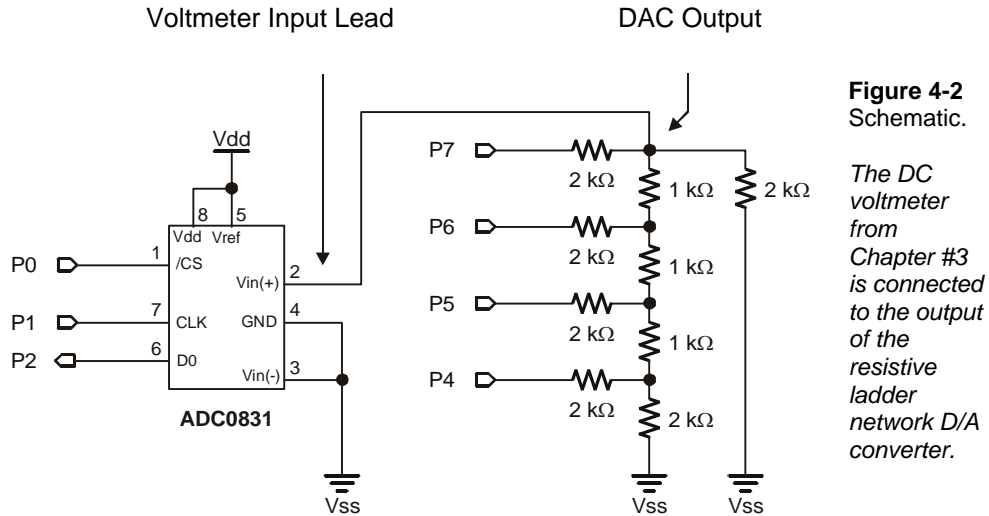 Voltmeter Input Lead
DAC Output
Figure 4-2
Schematic.
The DC
voltmeter
from
Chapter #3
is connected
to the output
of the
resistive
ladder
network D/A
converter.
Vdd
8 5
Vdd Vref
P0
1
/CS
Vin(+)
2
P1
7
CLK
GND
4
P2
6
D0
Vin(-)
3
ADC0831
Vss
P7
2 kΩ
1 kΩ
2 kΩ
P6
2 kΩ
1 kΩ
P5
2 kΩ
1 kΩ
P4
2 kΩ
2 kΩ
Vss
Vss